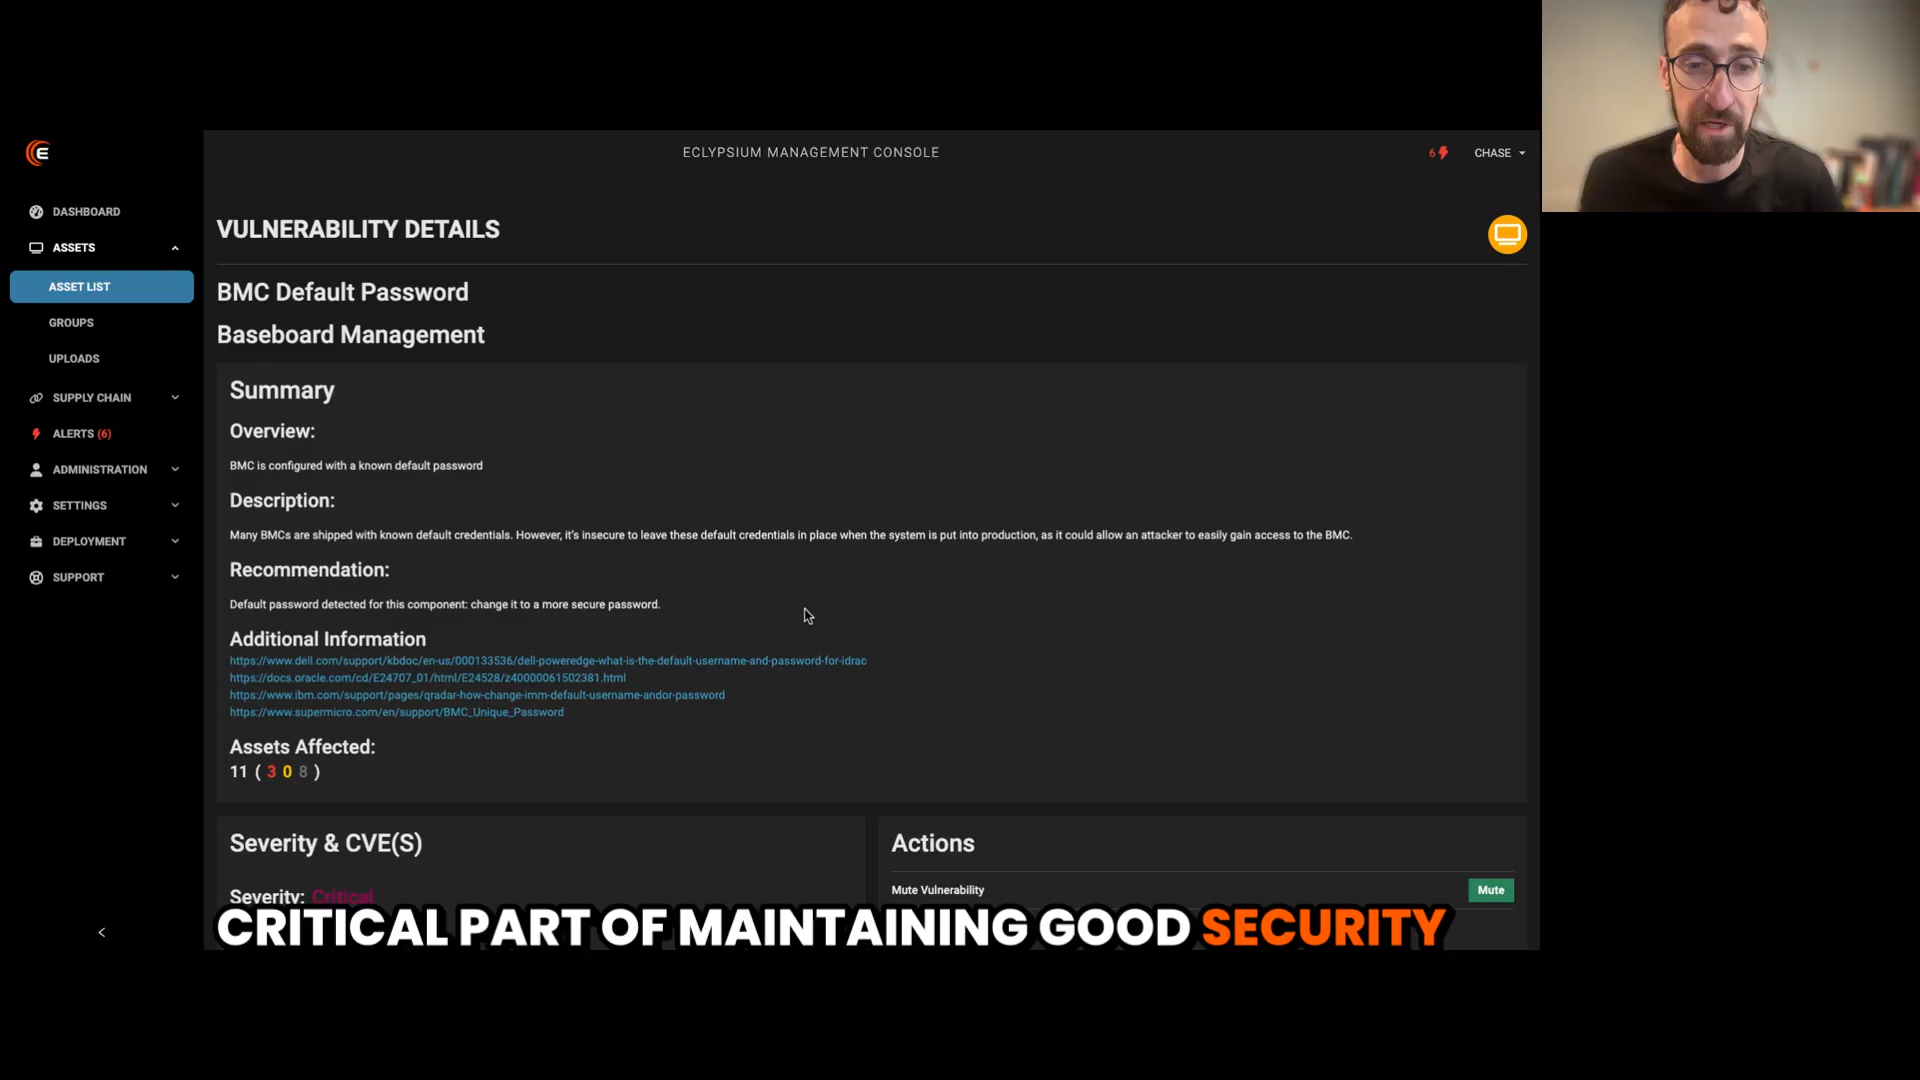 E
ECLYPSIUM MANAGEMENT CONSOLE
6
CHASE
DASHBOARD
ASSETS
ASSET LIST
GROUPS
UPLOADS
SUPPLY CHAIN
ALERTS (6)
ADMINISTRATION
SETTINGS
DEPLOYMENT
SUPPORT
VULNERABILITY DETAILS
BMC Default Password
Baseboard Management
Summary
Overview:
BMC is configured with a known default password
Description:
Many BMCs are shipped with known default credentials. However, it's insecure to leave these default credentials in place when the system is put into production, as it could allow an attacker to easily gain access to the BMC.
Recommendation:
Default password detected for this component: change it to a more secure password.
Additional Information
https://www.dell.com/support/kbdoc/en-us/000133536/dell-poweredge-what-is-the-default-username-and-password-for-idrac
https://docs.oracle.com/cd/E24707_01/html/E24528/z40000061502381.html
https://www.ibm.com/support/pages/qradar-how-change-imm-default-username-andor-password
https://www.supermicro.com/en/support/BMC_Unique_Password
Assets Affected:
11 ( 3 0 8 )
Severity & CVE(S)
Severity: Critical
Actions
Mute Vulnerability
Mute
CRITICAL PART OF MAINTAINING GOOD SECURITY